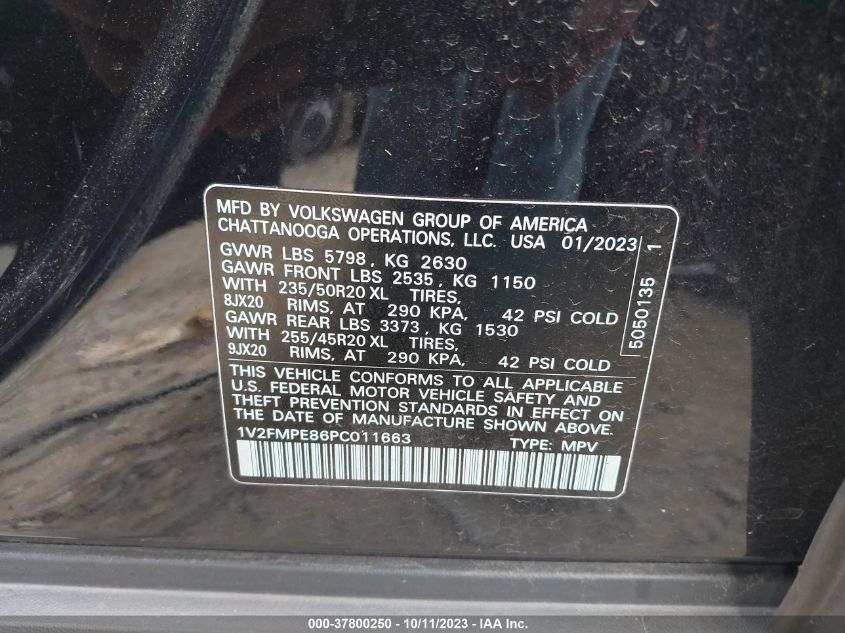 MFD BY VOLKSWAGEN GROUP OF AMERICA
CHATTANOOGA OPERATIONS, LLC. USA 01/2023
GVWR LBS 5798, KG 2630
GAWR FRONT LBS 2535, KG 1150
WITH 235/50R20 XL TIRES,
8JX20 RIMS, AT 290 KPA, 42 PSI COLD
GAWR REAR LBS 3373, KG 1530
WITH 255/45R20 XL TIRES,
9JX20 RIMS, AT 290 KPA, 42 PSI COLD
THIS VEHICLE CONFORMS TO ALL APPLICABLE
U.S. FEDERAL MOTOR VEHICLE SAFETY AND
THEFT PREVENTION STANDARDS IN EFFECT ON
THE DATE OF MANUFACTURE SHOWN ABOVE.
1V2FMPE86PC011663 TYPE: MPV
5050135 1
000-37800250 - 10/11/2023 - IAA Inc.